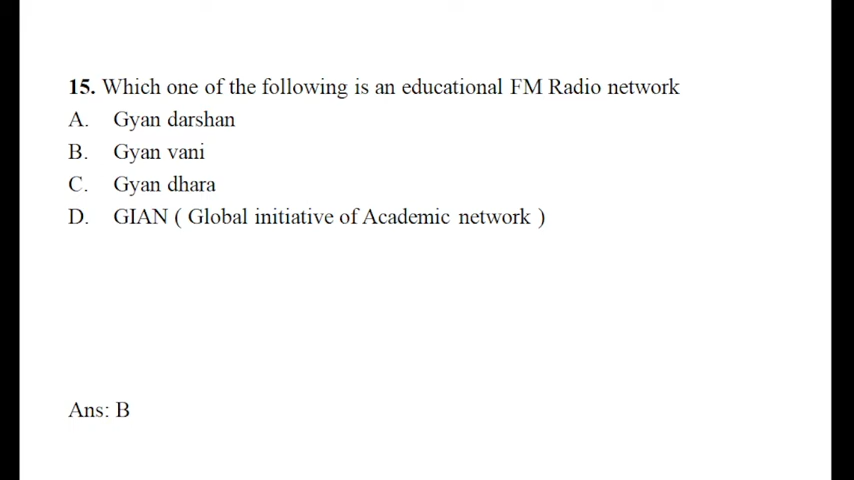 15. Which one of the following is an educational FM Radio network
A. Gyan darshan
B. Gyan vani
C. Gyan dhara
D. GIAN ( Global initiative of Academic network )
Ans: B